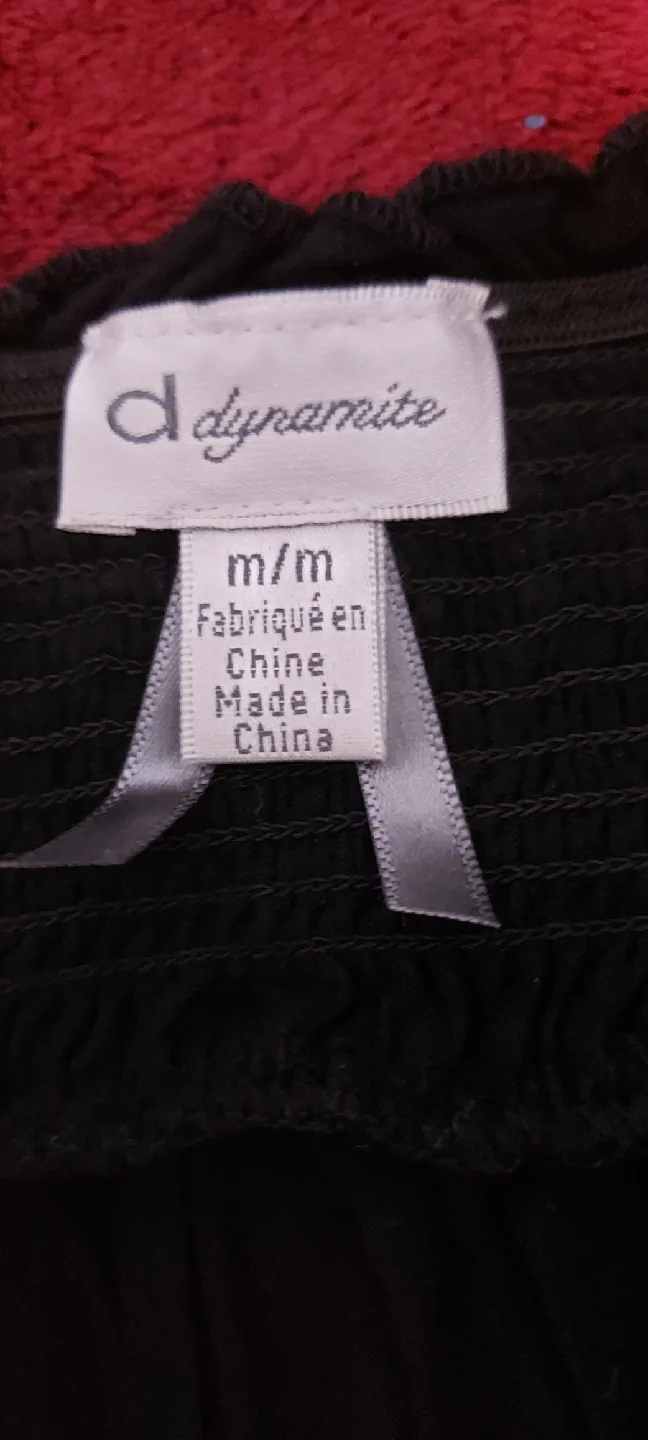 d dynamite
m/m
Fabriqué en
Chine
Made in
China